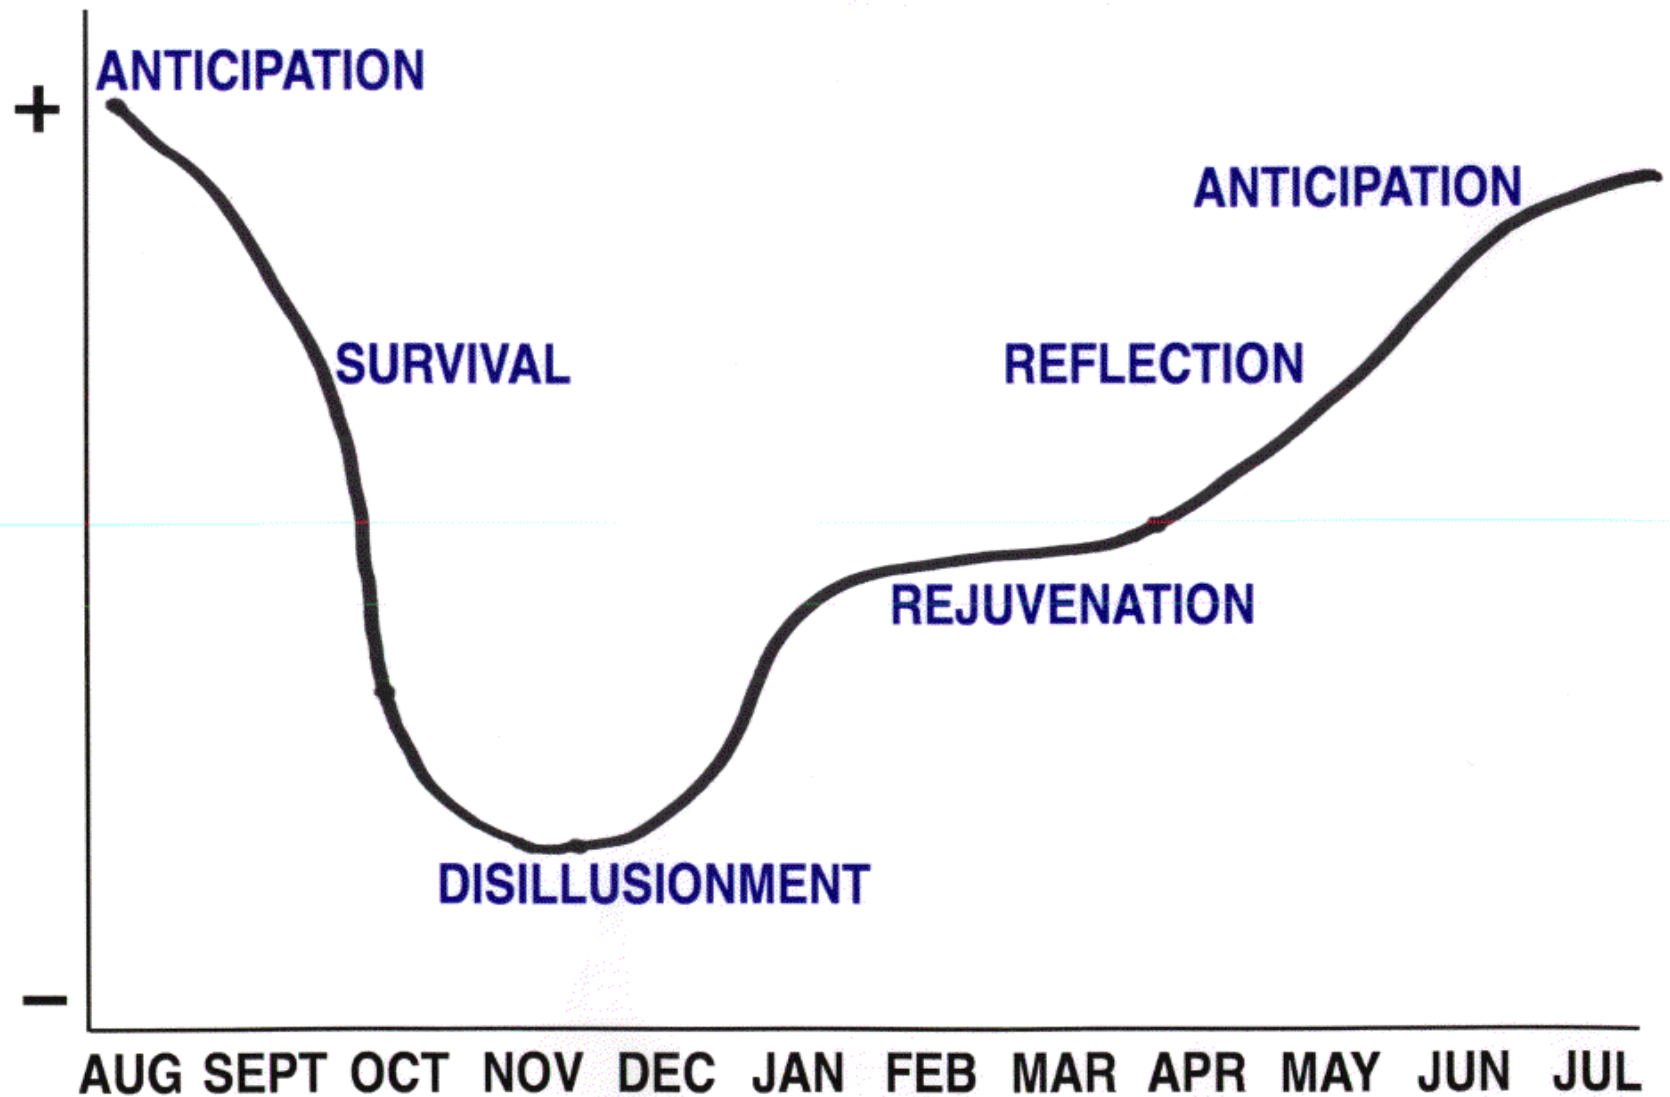 ANTICIPATION
+
ANTICIPATION
SURVIVAL
REFLECTION
REJUVENATION
DISILLUSIONMENT
–
AUG SEPT OCT NOV DEC JAN FEB MAR APR MAY JUN JUL